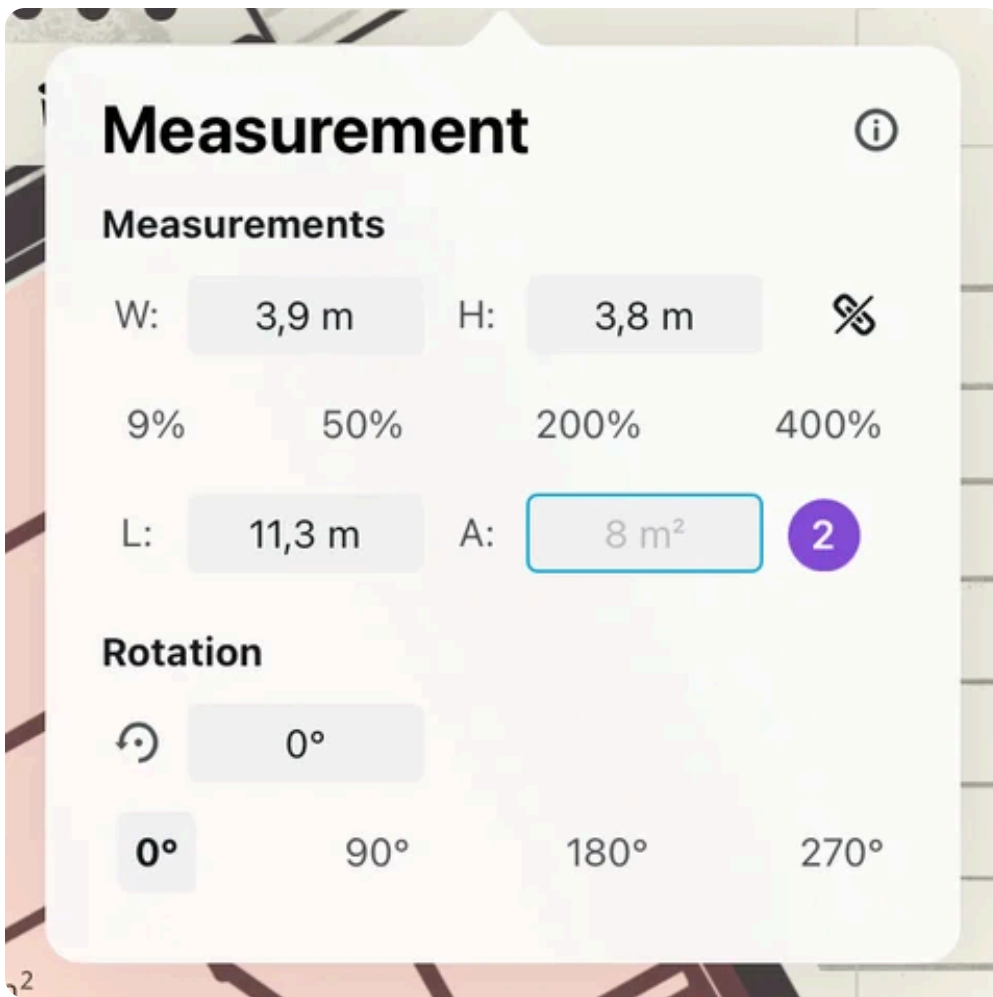 Measurement
Measurements
W: 3,9 m H: 3,8 m
9% 50% 200% 400%
L: 11,3 m A: 8 m² 2
Rotation
0°
0° 90° 180° 270°